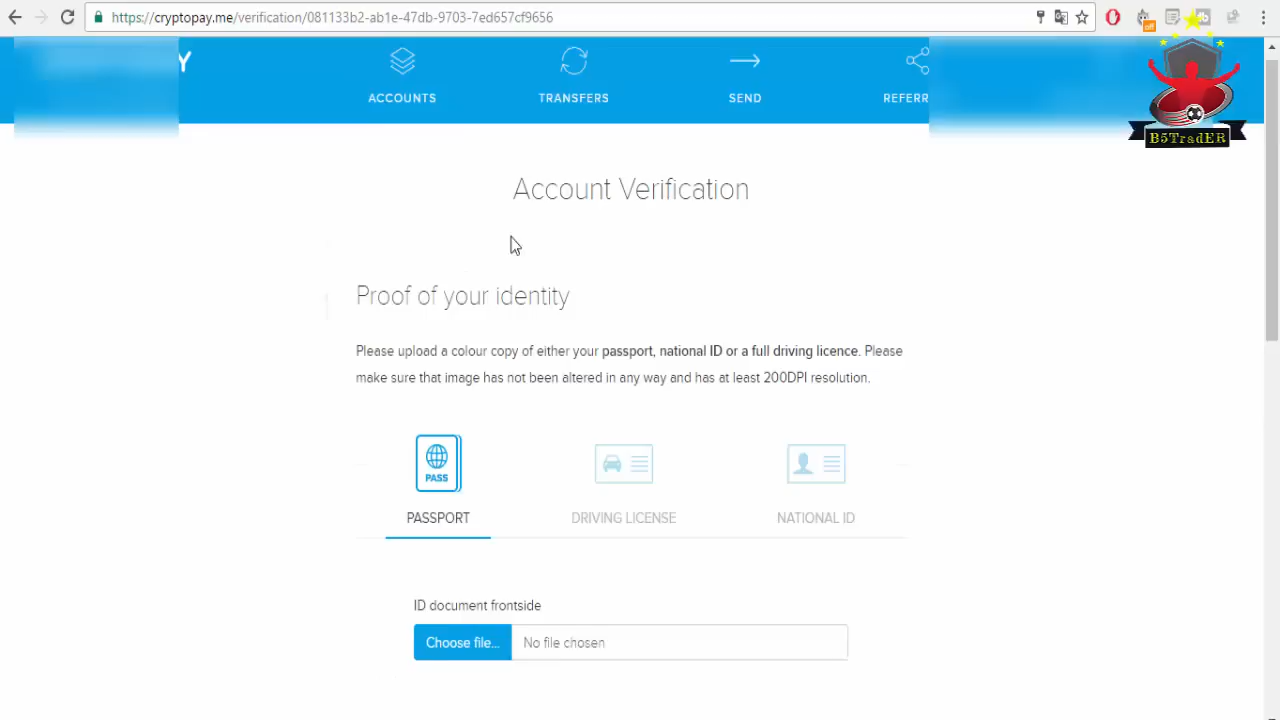 https://cryptopay.me/verification/081133b2-ab1e-47db-9703-7ed657cf9656
off
Y
ACCOUNTS
TRANSFERS
SEND
REFERR
B5TradER
Account Verification
Proof of your identity
Please upload a colour copy of either your passport, national ID or a full driving licence. Please
make sure that image has not been altered in any way and has at least 200DPI resolution.
PASS
PASSPORT
DRIVING LICENSE
NATIONAL ID
ID document frontside
Choose file...
No file chosen